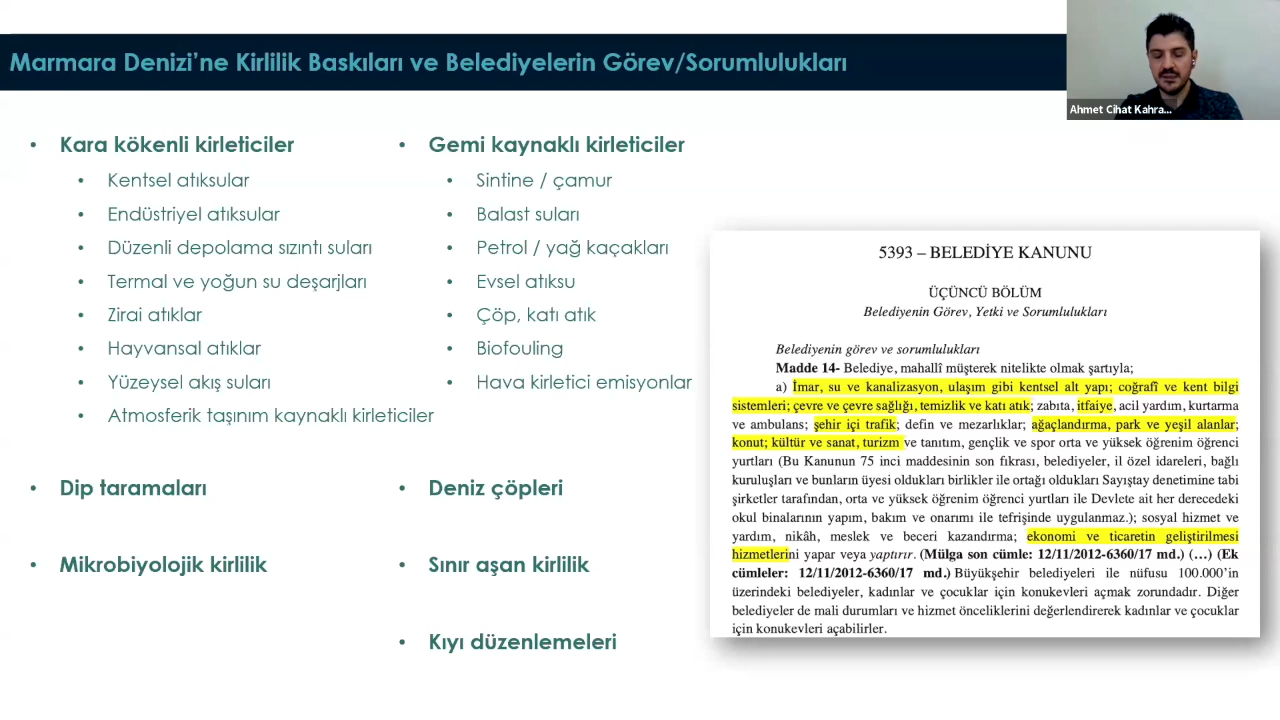 Marmara Denizi'ne Kirlilik Baskıları ve Belediyelerin Görev/Sorumlulukları
Ahmet Cihat Kahra...
• Kara kökenli kirleticiler
• Kentsel atıksular
• Endüstriyel atıksular
• Düzenli depolama sızıntı suları
• Termal ve yoğun su deşarjları
• Zirai atıklar
• Hayvansal atıklar
• Yüzeysel akış suları
• Atmosferik taşınım kaynaklı kirleticiler
• Dip taramaları
• Mikrobiyolojik kirlilik
• Gemi kaynaklı kirleticiler
• Sintine / çamur
• Balast suları
• Petrol / yağ kaçakları
• Evsel atıksu
• Çöp, katı atık
• Biofouling
• Hava kirletici emisyonlar
• Deniz çöpleri
• Sınır aşan kirlilik
• Kıyı düzenlemeleri
5393 – BELEDİYE KANUNU
ÜÇÜNCÜ BÖLÜM
Belediyenin Görev, Yetki ve Sorumlulukları
Belediyenin görev ve sorumlulukları
Madde 14- Belediye, mahallî müşterek nitelikte olmak şartıyla;
a) İmar, su ve kanalizasyon, ulaşım gibi kentsel alt yapı; coğrafî ve kent bilgi
sistemleri; çevre ve çevre sağlığı, temizlik ve katı atık; zabıta, itfaiye, acil yardım, kurtarma
ve ambulans; şehir içi trafik; defin ve mezarlıklar; ağaçlandırma, park ve yeşil alanlar;
konut; kültür ve sanat, turizm ve tanıtım, gençlik ve spor orta ve yüksek öğrenim öğrenci
yurtları (Bu Kanunun 75 inci maddesinin son fıkrası, belediyeler, il özel idareleri, bağlı
kuruluşları ve bunların üyesi oldukları birlikler ile ortağı oldukları Sayıştay denetimine tabi
şirketler tarafından, orta ve yüksek öğrenim öğrenci yurtları ile Devlete ait her derecedeki
okul binalarının yapım, bakım ve onarımı ile tefrişinde uygulanmaz.); sosyal hizmet ve
yardım, nikâh, meslek ve beceri kazandırma; ekonomi ve ticaretin geliştirilmesi
hizmetlerini yapar veya yaptırır. (Mülga son cümle: 12/11/2012-6360/17 md.) (…) (Ek
cümleler: 12/11/2012-6360/17 md.) Büyükşehir belediyeleri ile nüfusu 100.000'in
üzerindeki belediyeler, kadınlar ve çocuklar için konukevleri açmak zorundadır. Diğer
belediyeler de mali durumları ve hizmet önceliklerini değerlendirerek kadınlar ve çocuklar
için konukevleri açabilirler.